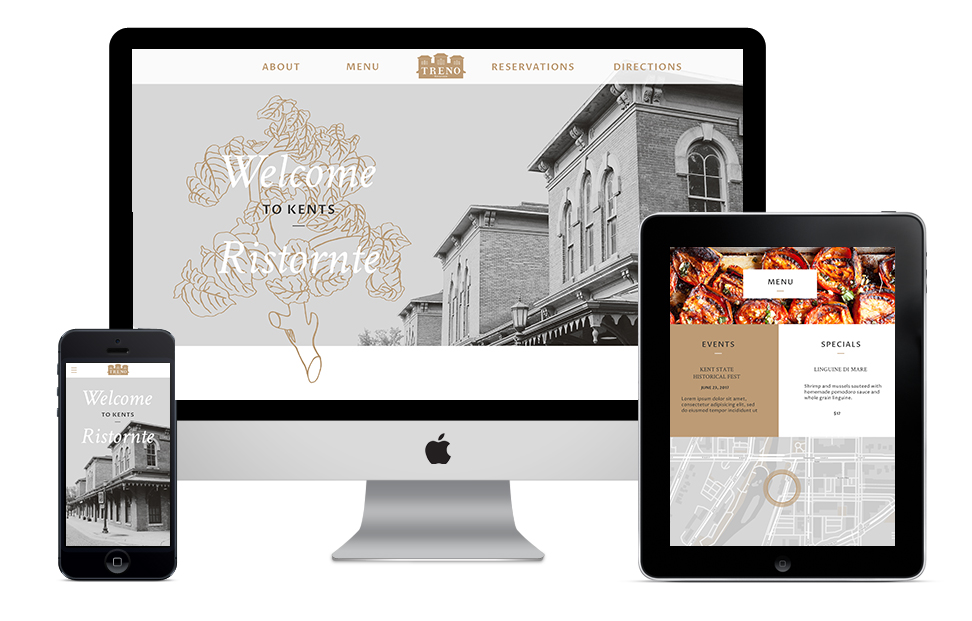 ABOUT MENU TRENO RESERVATIONS DIRECTIONS
Welcome
TO KENTS
Ristornte
TRENO
Welcome
TO KENTS
Ristornte
MENU
EVENTS
KENT STATE
HISTORICAL FEST
JUNE 23, 2017
Lorem ipsum dolor sit amet,
consectetur adipiscing elit, sed
do eiusmod tempor incididunt ut
SPECIALS
LINGUINE DI MARE
Shrimp and mussels sauteed with
homemade pomodoro sauce and
whole grain linguine.
$17